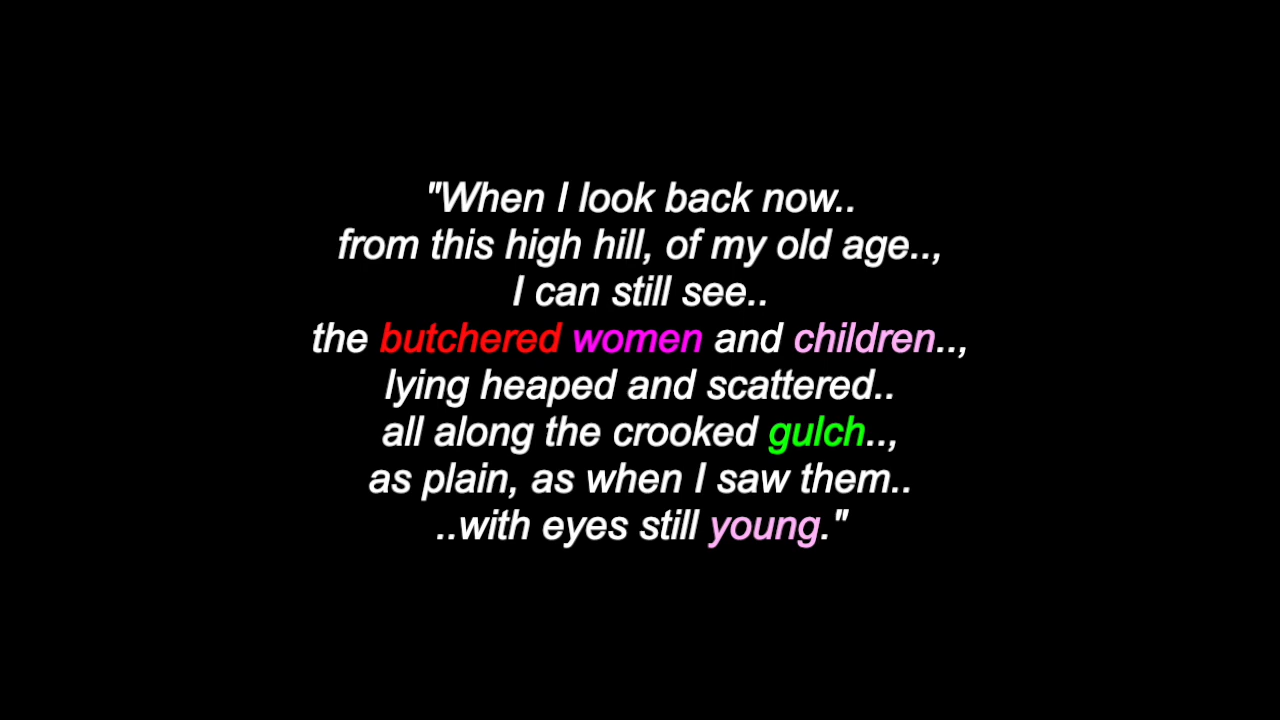 "When I look back now..
from this high hill, of my old age..,
I can still see..
the butchered women and children..,
lying heaped and scattered..
all along the crooked gulch..,
as plain, as when I saw them..
..with eyes still young."